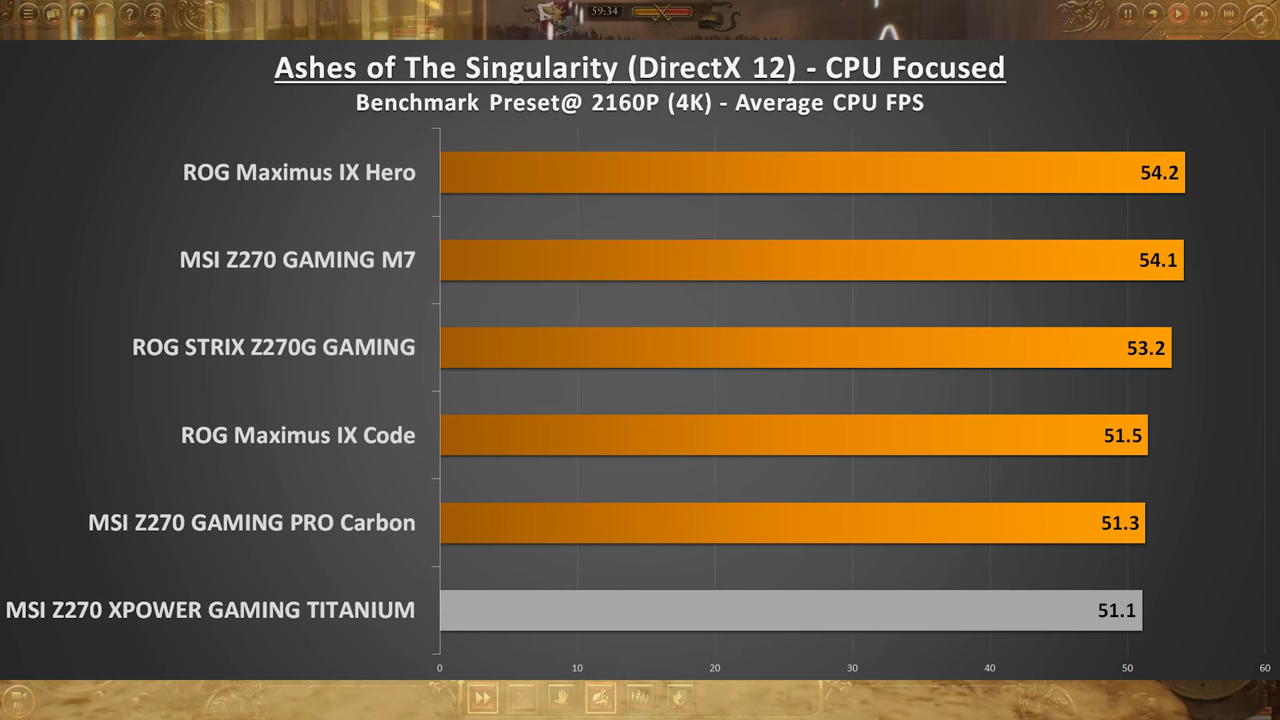 59:34
Ashes of The Singularity (DirectX 12) - CPU Focused
Benchmark Preset@ 2160P (4K) - Average CPU FPS
ROG Maximus IX Hero 54.2
MSI Z270 GAMING M7 54.1
ROG STRIX Z270G GAMING 53.2
ROG Maximus IX Code 51.5
MSI Z270 GAMING PRO Carbon 51.3
MSI Z270 XPOWER GAMING TITANIUM 51.1
0 10 20 30 40 50 60